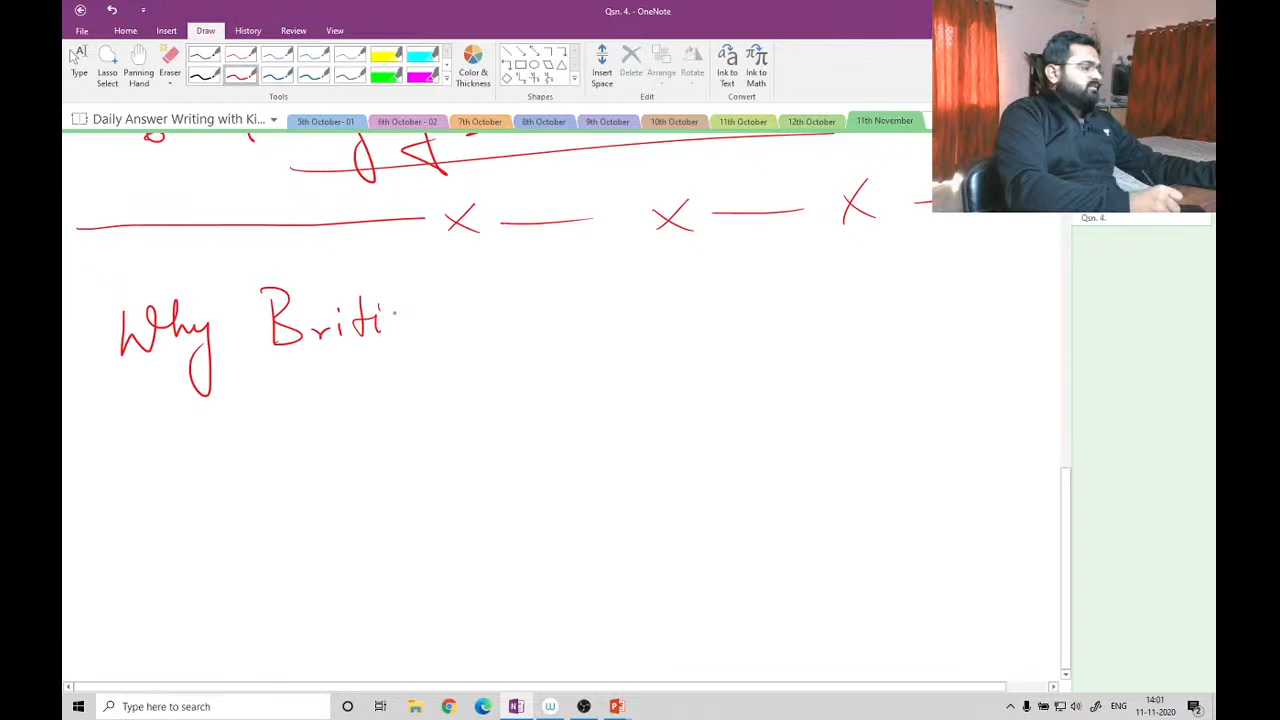 Qsn. 4. - OneNote
File Home Insert Draw History Review View
Type Lasso Select Panning Hand Eraser Color & Thickness Insert Space Delete Arrange Rotate Ink to Text Ink to Math
Tools Shapes Edit Convert
Daily Answer Writing with Ki... 5th October- 01 6th October - 02 7th October 8th October 9th October 10th October 11th October 12th October 11th November
Qsn. 4.
x x x
Why Briti
Type here to search
ENG 14:01 11-11-2020 2